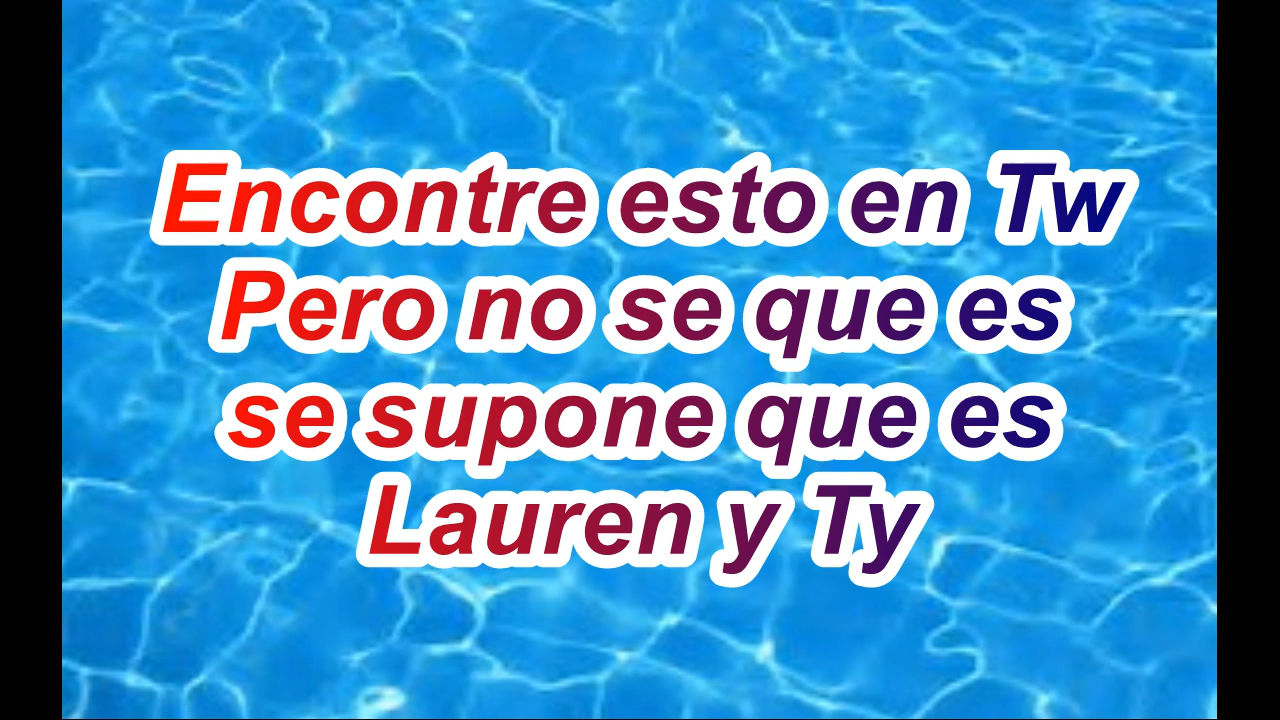 Encontre esto en Tw
Pero no se que es
se supone que es
Lauren y Ty